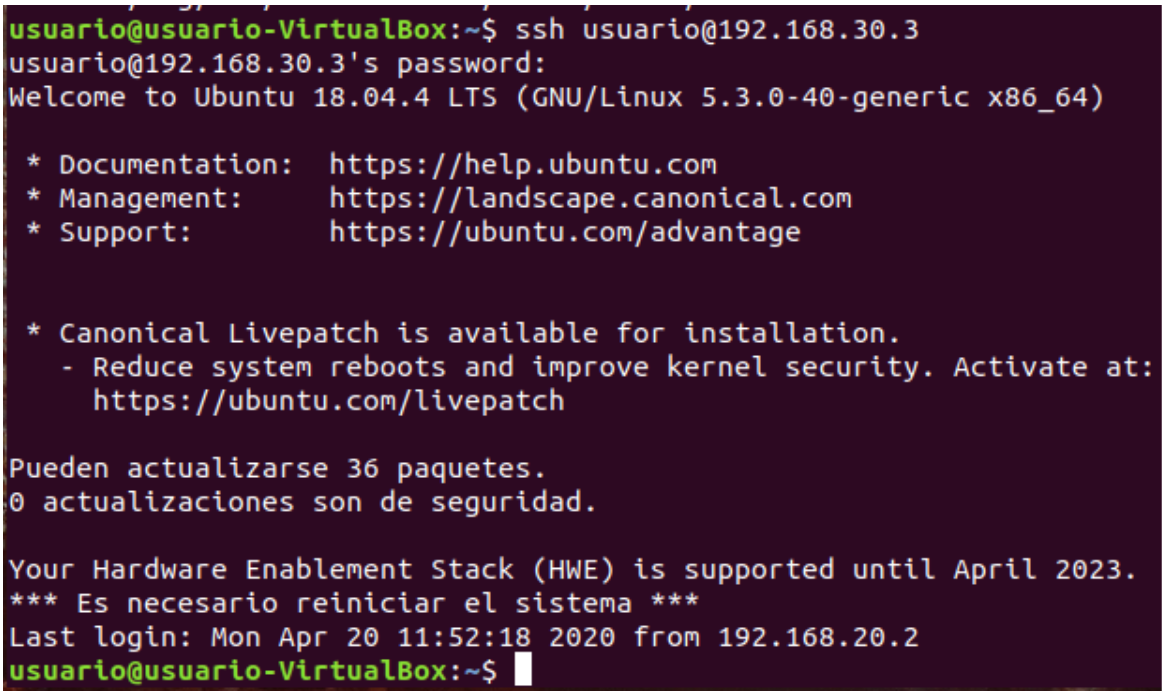 usuario@usuario-VirtualBox:~$ ssh usuario@192.168.30.3
usuario@192.168.30.3's password:
Welcome to Ubuntu 18.04.4 LTS (GNU/Linux 5.3.0-40-generic x86_64)
* Documentation:  https://help.ubuntu.com
* Management:     https://landscape.canonical.com
* Support:        https://ubuntu.com/advantage
* Canonical Livepatch is available for installation.
- Reduce system reboots and improve kernel security. Activate at:
https://ubuntu.com/livepatch
Pueden actualizarse 36 paquetes.
0 actualizaciones son de seguridad.
Your Hardware Enablement Stack (HWE) is supported until April 2023.
*** Es necesario reiniciar el sistema ***
Last login: Mon Apr 20 11:52:18 2020 from 192.168.20.2
usuario@usuario-VirtualBox:~$